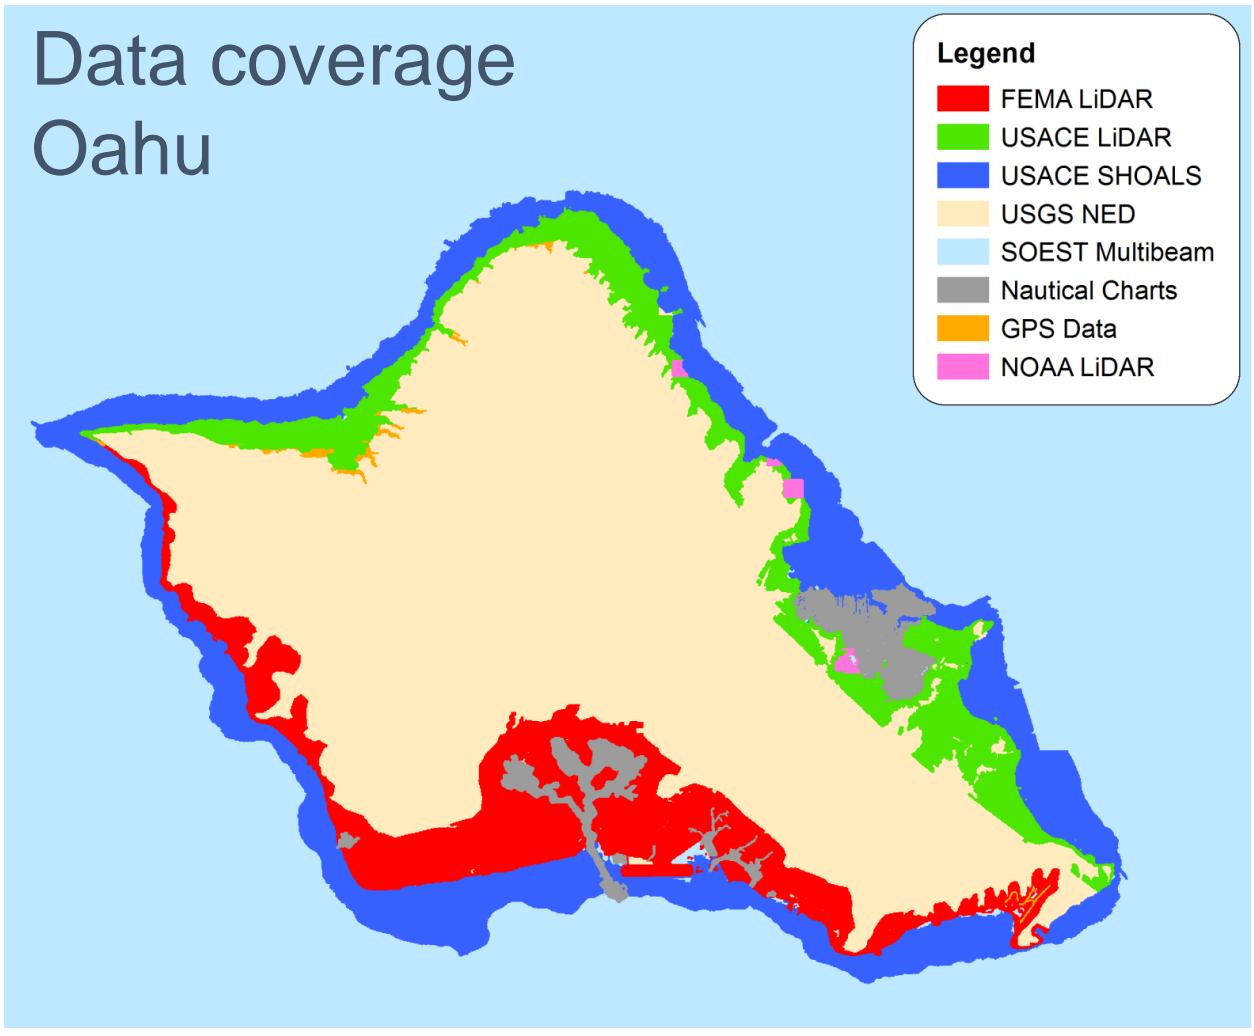 Data coverage
Oahu
Legend
FEMA LiDAR
USACE LiDAR
USACE SHOALS
USGS NED
SOEST Multibeam
Nautical Charts
GPS Data
NOAA LiDAR